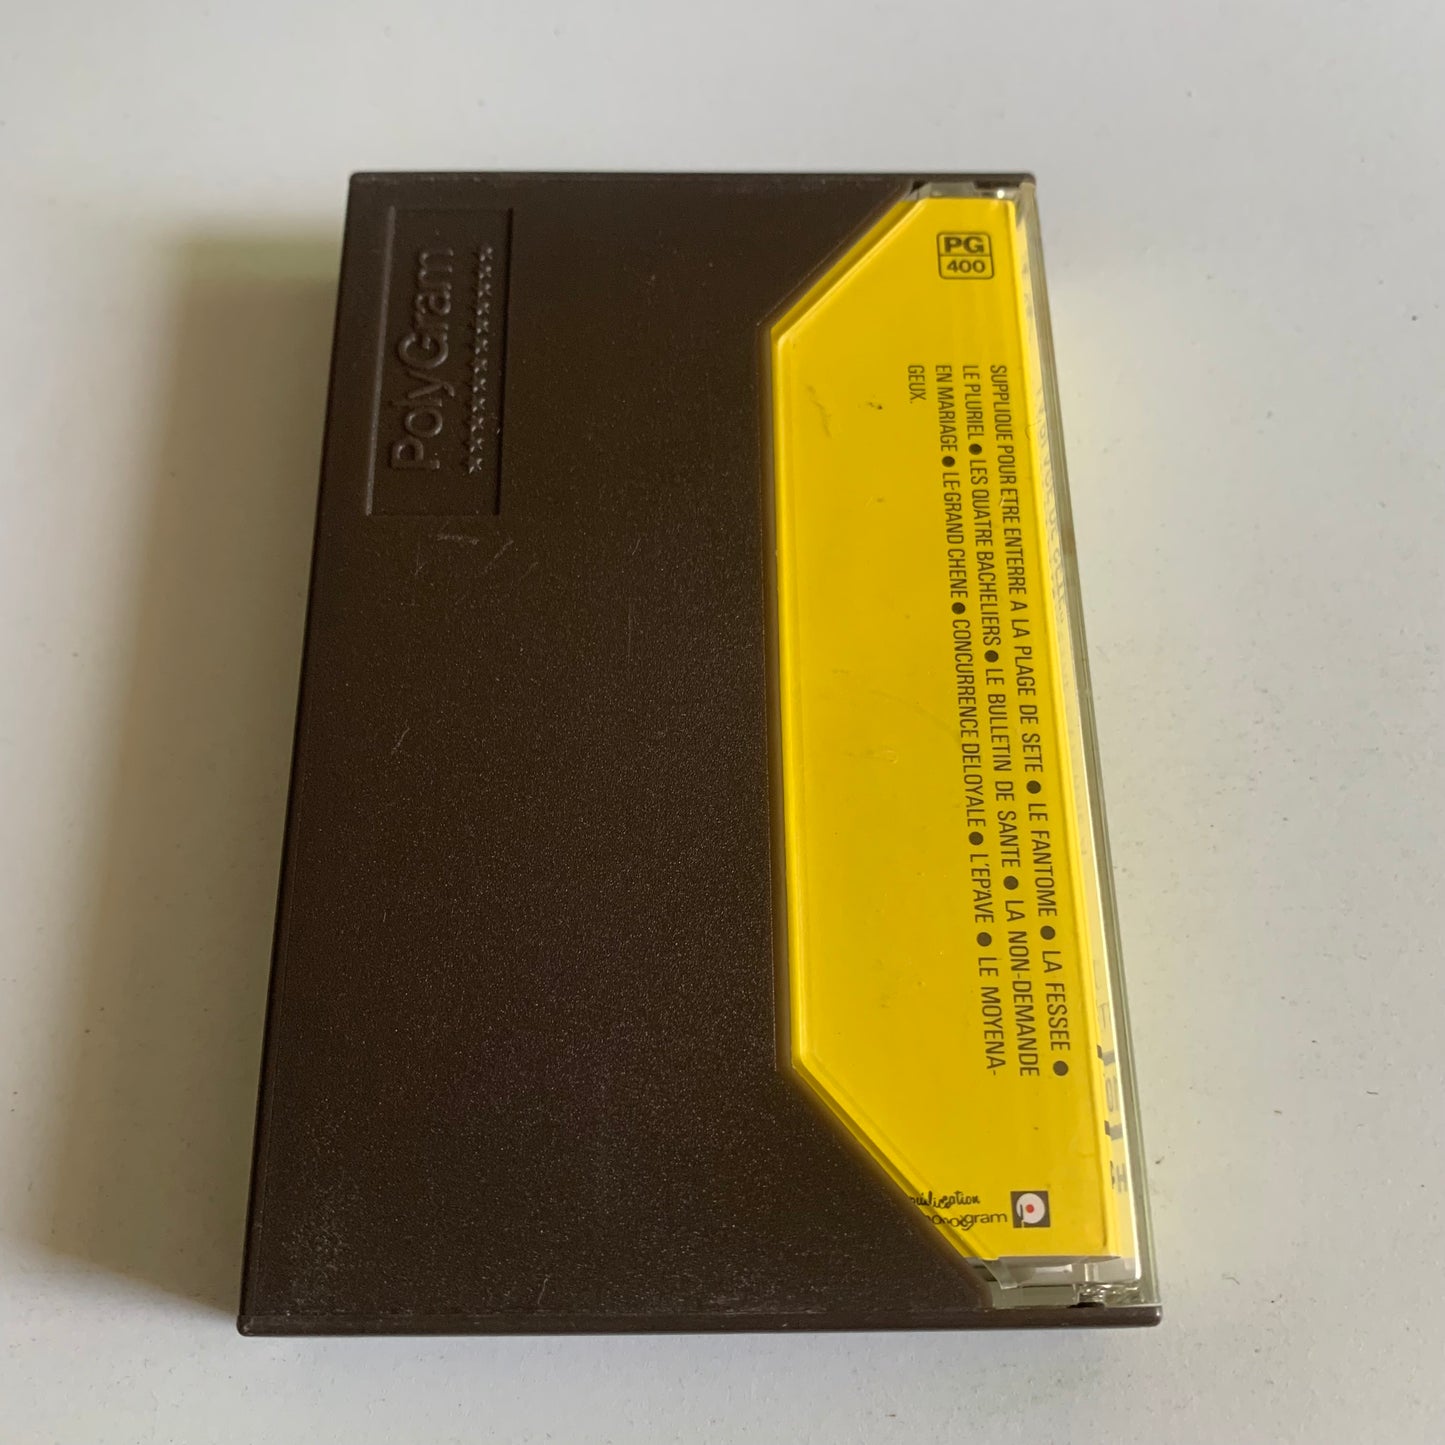 PolyGram
PG
400
SUPPLIQUE POUR ETRE ENTERRE A LA PLAGE DE SETE ● LE FANTOME ● LA FESSEE ●
LE PLURIEL ● LES QUATRE BACHELIERS ● LE BULLETIN DE SANTE ● LA NON-DEMANDE
EN MARIAGE ● LE GRAND CHENE ● CONCURRENCE DELOYALE ● L'EPAVE ● LE MOYENA-
GEUX.
gram